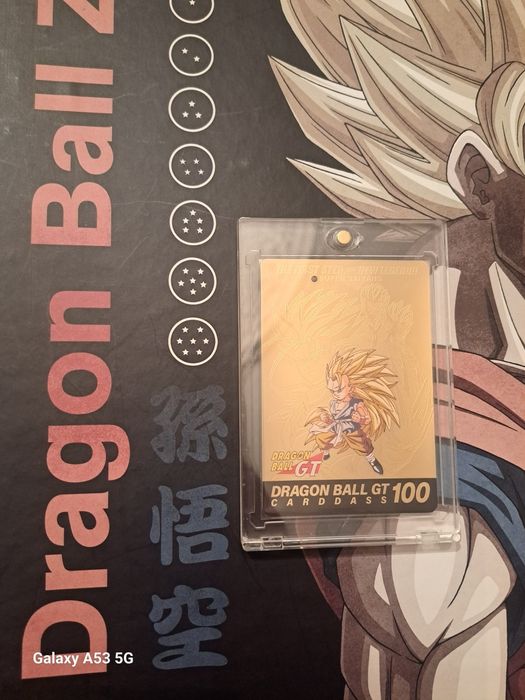 Dragon Ball Z
孫悟空
DRAGON
BALL GT
DRAGON BALL GT 100
CARDDASS
Galaxy A53 5G